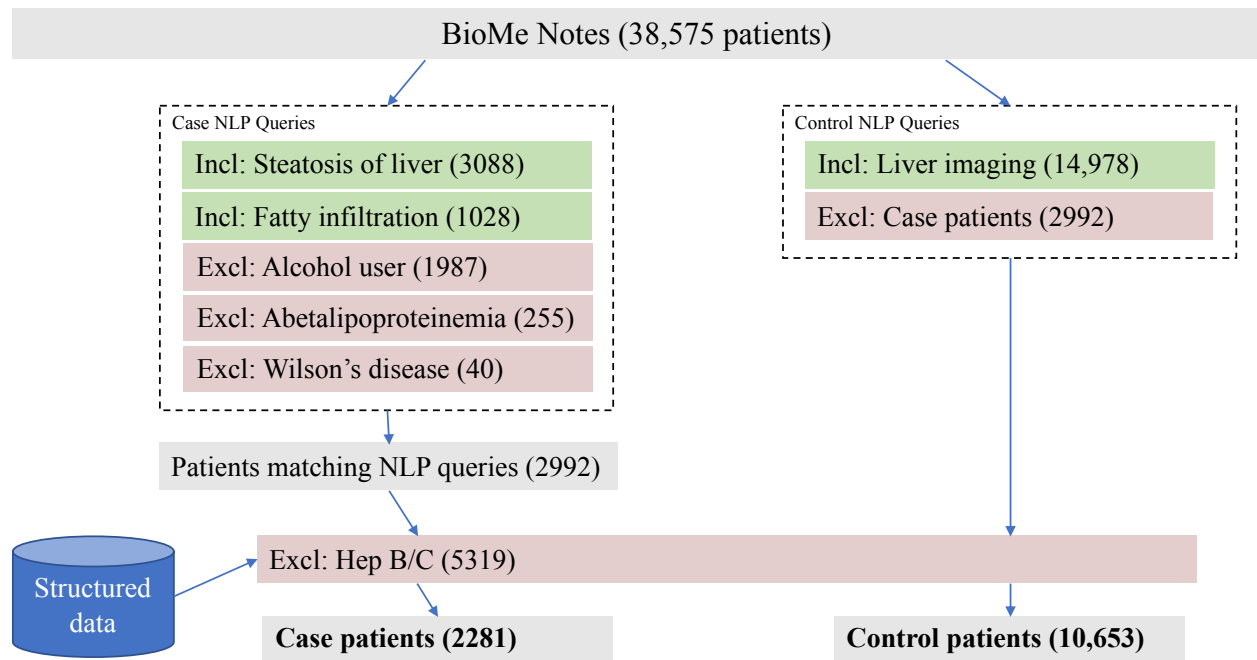 BioMe Notes (38,575 patients)
Case NLP Queries
Incl: Steatosis of liver (3088)
Incl: Fatty infiltration (1028)
Excl: Alcohol user (1987)
Excl: Abetalipoproteinemia (255)
Excl: Wilson’s disease (40)
Control NLP Queries
Incl: Liver imaging (14,978)
Excl: Case patients (2992)
Patients matching NLP queries (2992)
Structured
data
Excl: Hep B/C (5319)
Case patients (2281)
Control patients (10,653)